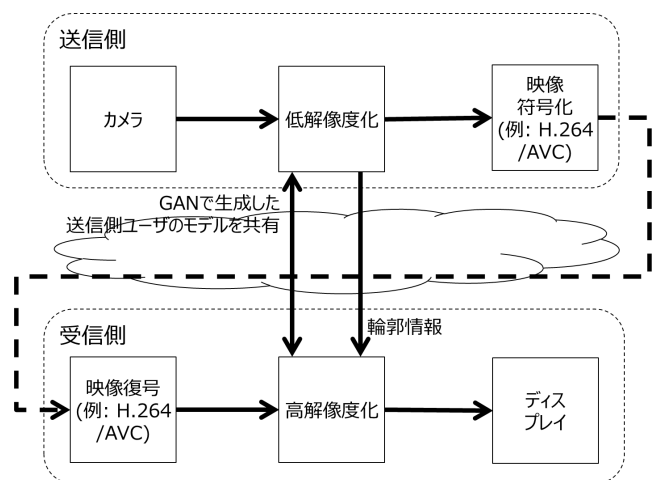 送信側
カメラ
低解像度化
映像
符号化
(例: H.264
/AVC)
GANで生成した
送信側ユーザのモデルを共有
輪郭情報
受信側
映像復号
(例: H.264
/AVC)
高解像度化
ディス
プレイ